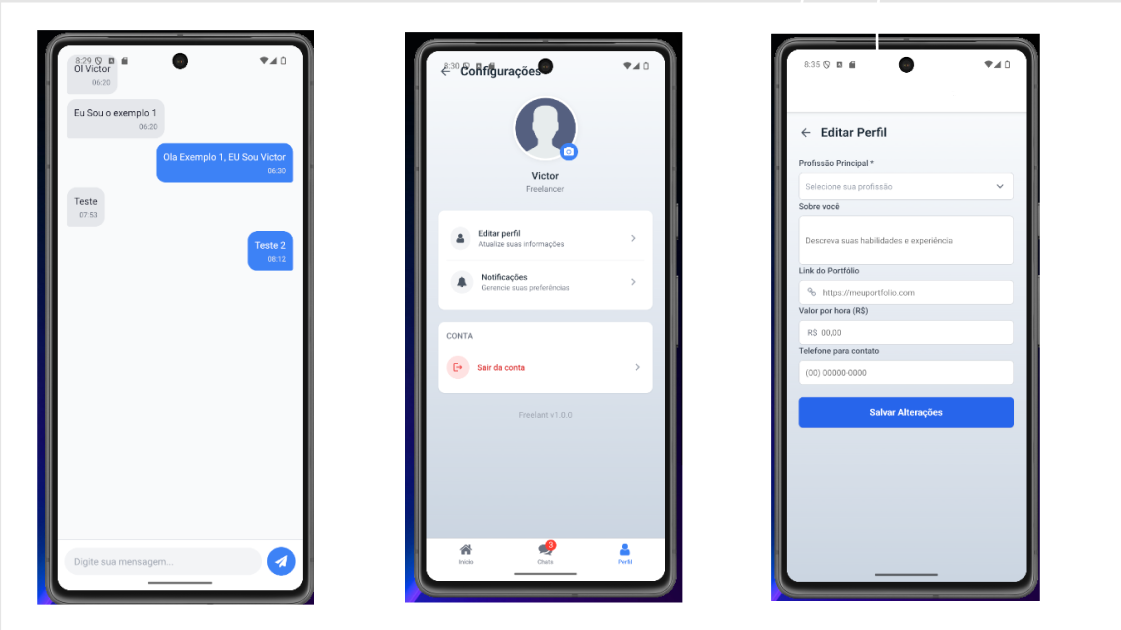 8:29
Ol Victor
06:20
Eu Sou o exemplo 1
06:20
Ola Exemplo 1, EU Sou Victor
06:30
Teste
07:53
Teste 2
08:12
Digite sua mensagem...
8:30
Configurações
Victor
Freelancer
Editar perfil
Atualize suas informações
Notificações
Gerencie suas preferências
CONTA
Sair da conta
Freelant v1.0.0
3
Início
Chats
Perfil
8:35
Editar Perfil
Profissão Principal *
Selecione sua profissão
Sobre você
Descreva suas habilidades e experiência
Link do Portfólio
https://meuportfolio.com
Valor por hora (R$)
R$ 00,00
Telefone para contato
(00) 00000-0000
Salvar Alterações